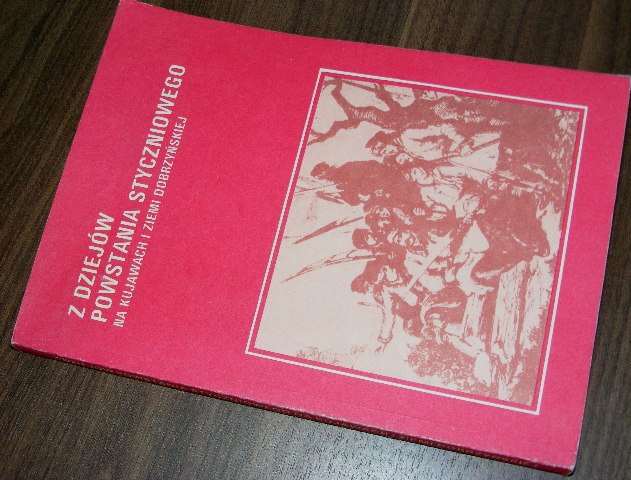 Z DZIEJÓW
POWSTANIA STYCZNIOWEGO
NA KUJAWACH I ZIEMI DOBRZYŃSKIEJ